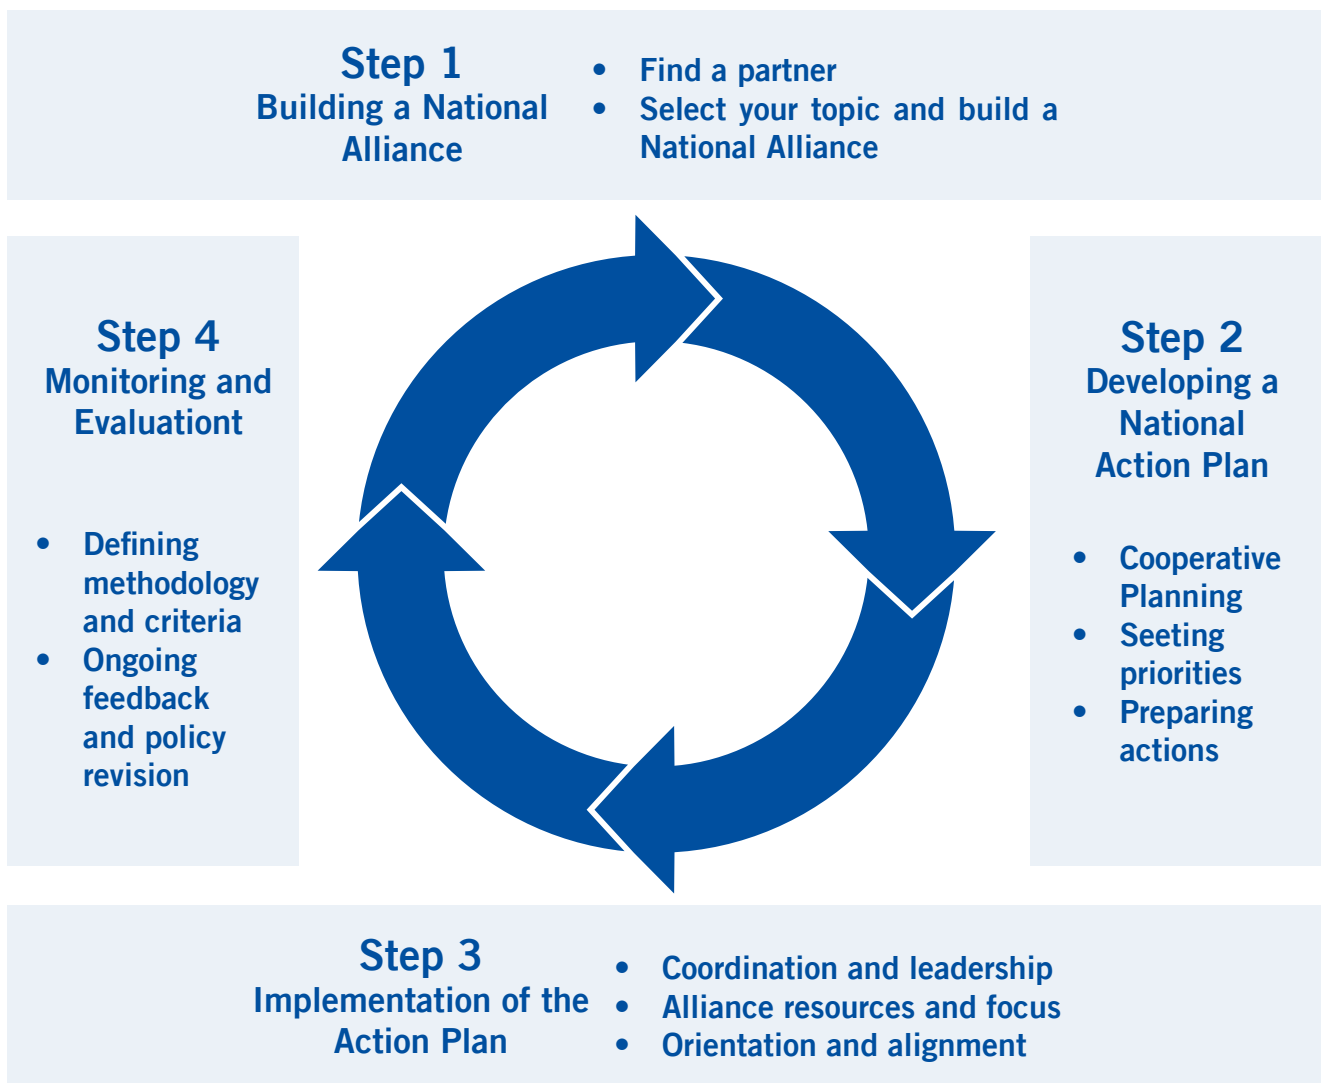 Step 1
Building a National
Alliance
• Find a partner
• Select your topic and build a
National Alliance
Step 2
Developing a
National
Action Plan
• Cooperative
Planning
• Seeting
priorities
• Preparing
actions
Step 3
Implementation of the
Action Plan
• Coordination and leadership
• Alliance resources and focus
• Orientation and alignment
Step 4
Monitoring and
Evaluationt
• Defining
methodology
and criteria
• Ongoing
feedback
and policy
revision